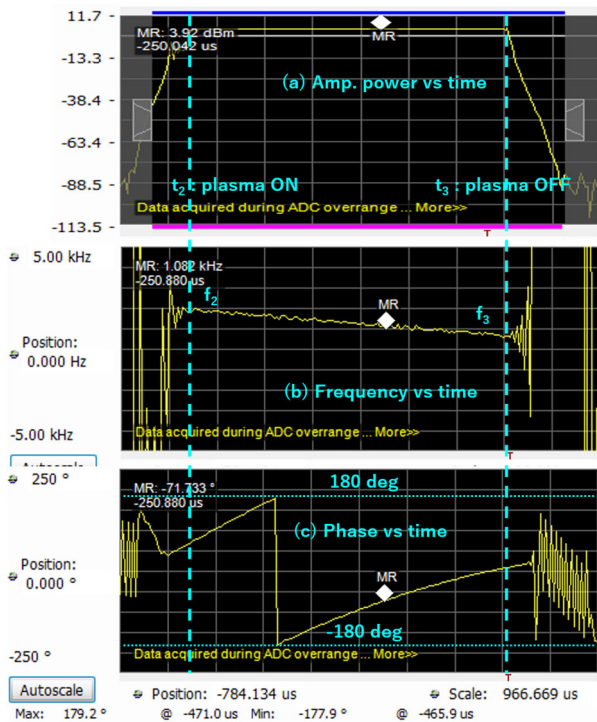 11.7
MR: 3.92 dBm
-250.042 us
MR
-13.3
(a) Amp. power vs time
-38.4
-63.4
-88.5
t2 : plasma ON
t3 : plasma OFF
Data acquired during ADC overrange ... More>>
-113.5
T
5.00 kHz
MR: 1.082 kHz
-250.880 us
f2
MR
f3
Position:
0.000 Hz
(b) Frequency vs time
-5.00 kHz
Data acquired during ADC overrange ... More>>
T
250 °
180 deg
MR: -71.733 °
-250.880 us
(c) Phase vs time
Position:
0.000 °
MR
-180 deg
-250 °
Data acquired during ADC overrange ... More>>
T
Autoscale
Position: -784.134 us
Scale: 966.669 us
Max: 179.2 ° @ -471.0 us Min: -177.9 ° @ -465.9 us